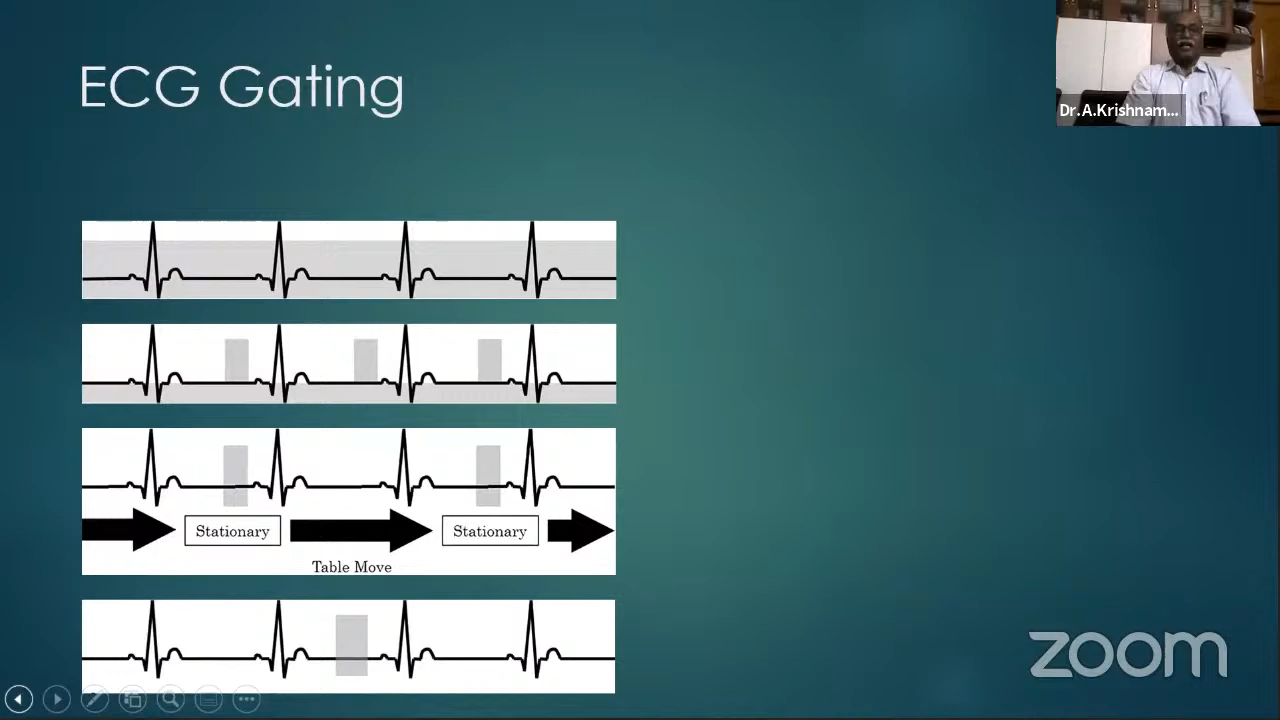 ECG Gating
Dr.A.Krishnam...
Stationary
Stationary
Table Move
zoom